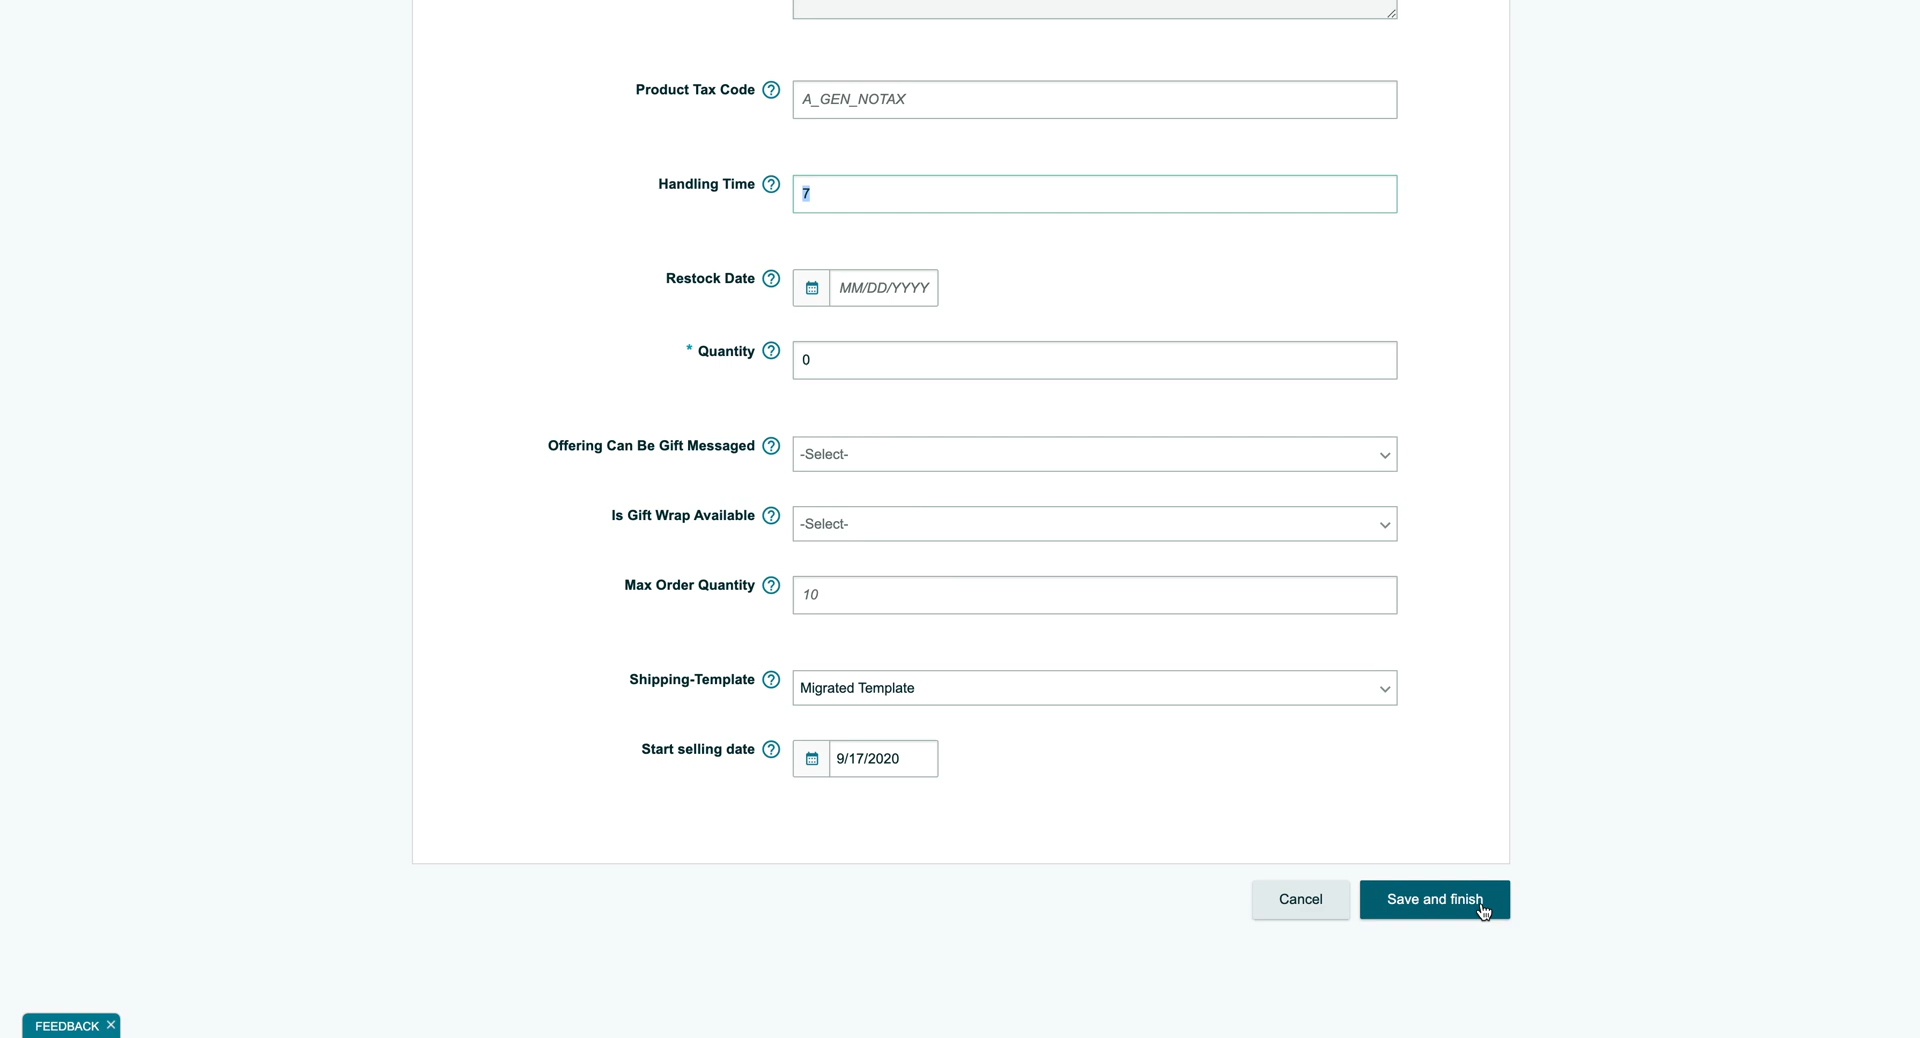 Product Tax Code ? A_GEN_NOTAX
Handling Time ? 7
Restock Date ? MM/DD/YYYY
* Quantity ? 0
Offering Can Be Gift Messaged ? -Select-
Is Gift Wrap Available ? -Select-
Max Order Quantity ? 10
Shipping-Template ? Migrated Template
Start selling date ? 9/17/2020
Cancel Save and finish
FEEDBACK ×